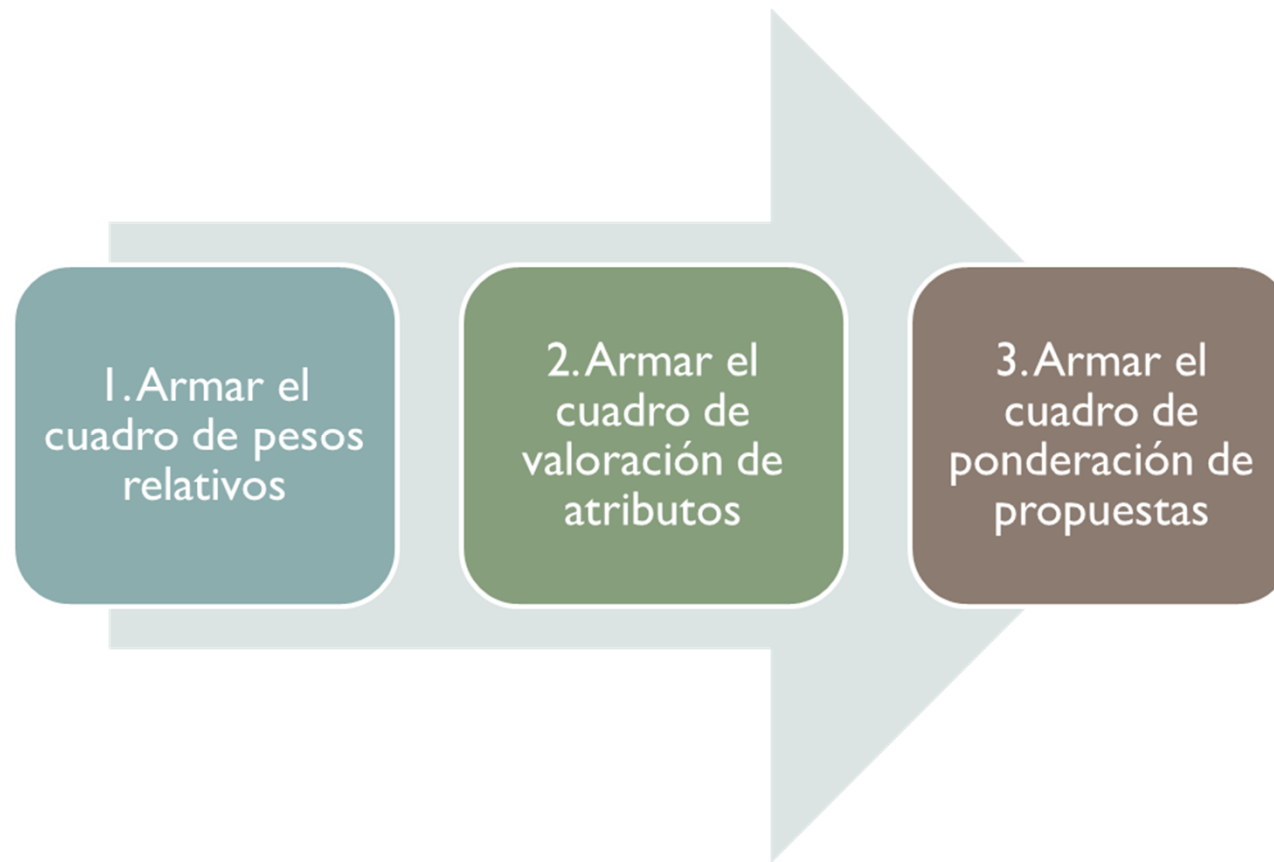 1. Armar el
cuadro de pesos
relativos
2. Armar el
cuadro de
valoración de
atributos
3. Armar el
cuadro de
ponderación de
propuestas